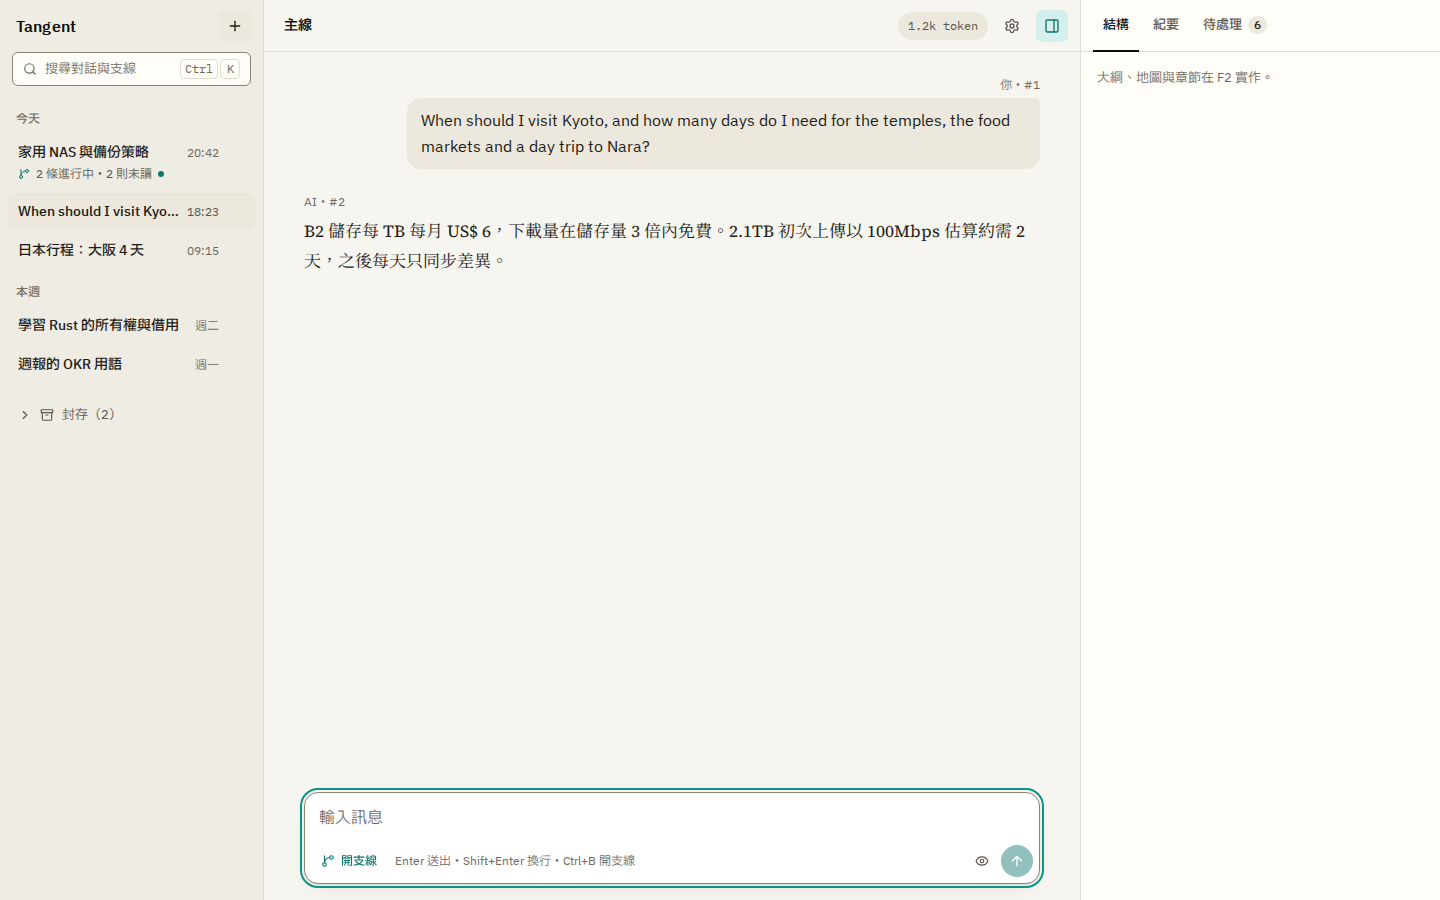 Tangent
搜尋對話與支線 Ctrl K
今天
家用 NAS 與備份策略 20:42
2 條進行中・2 則未讀
When should I visit Kyo... 18:23
日本行程：大阪 4 天 09:15
本週
學習 Rust 的所有權與借用 週二
週報的 OKR 用語 週一
封存（2）
主線
1.2k token
你・#1
When should I visit Kyoto, and how many days do I need for the temples, the food
markets and a day trip to Nara?
AI・#2
B2 儲存每 TB 每月 US$ 6，下載量在儲存量 3 倍內免費。2.1TB 初次上傳以 100Mbps 估算約需 2
天，之後每天只同步差異。
輸入訊息
開支線 Enter 送出・Shift+Enter 換行・Ctrl+B 開支線
結構 紀要 待處理 6
大綱、地圖與章節在 F2 實作。